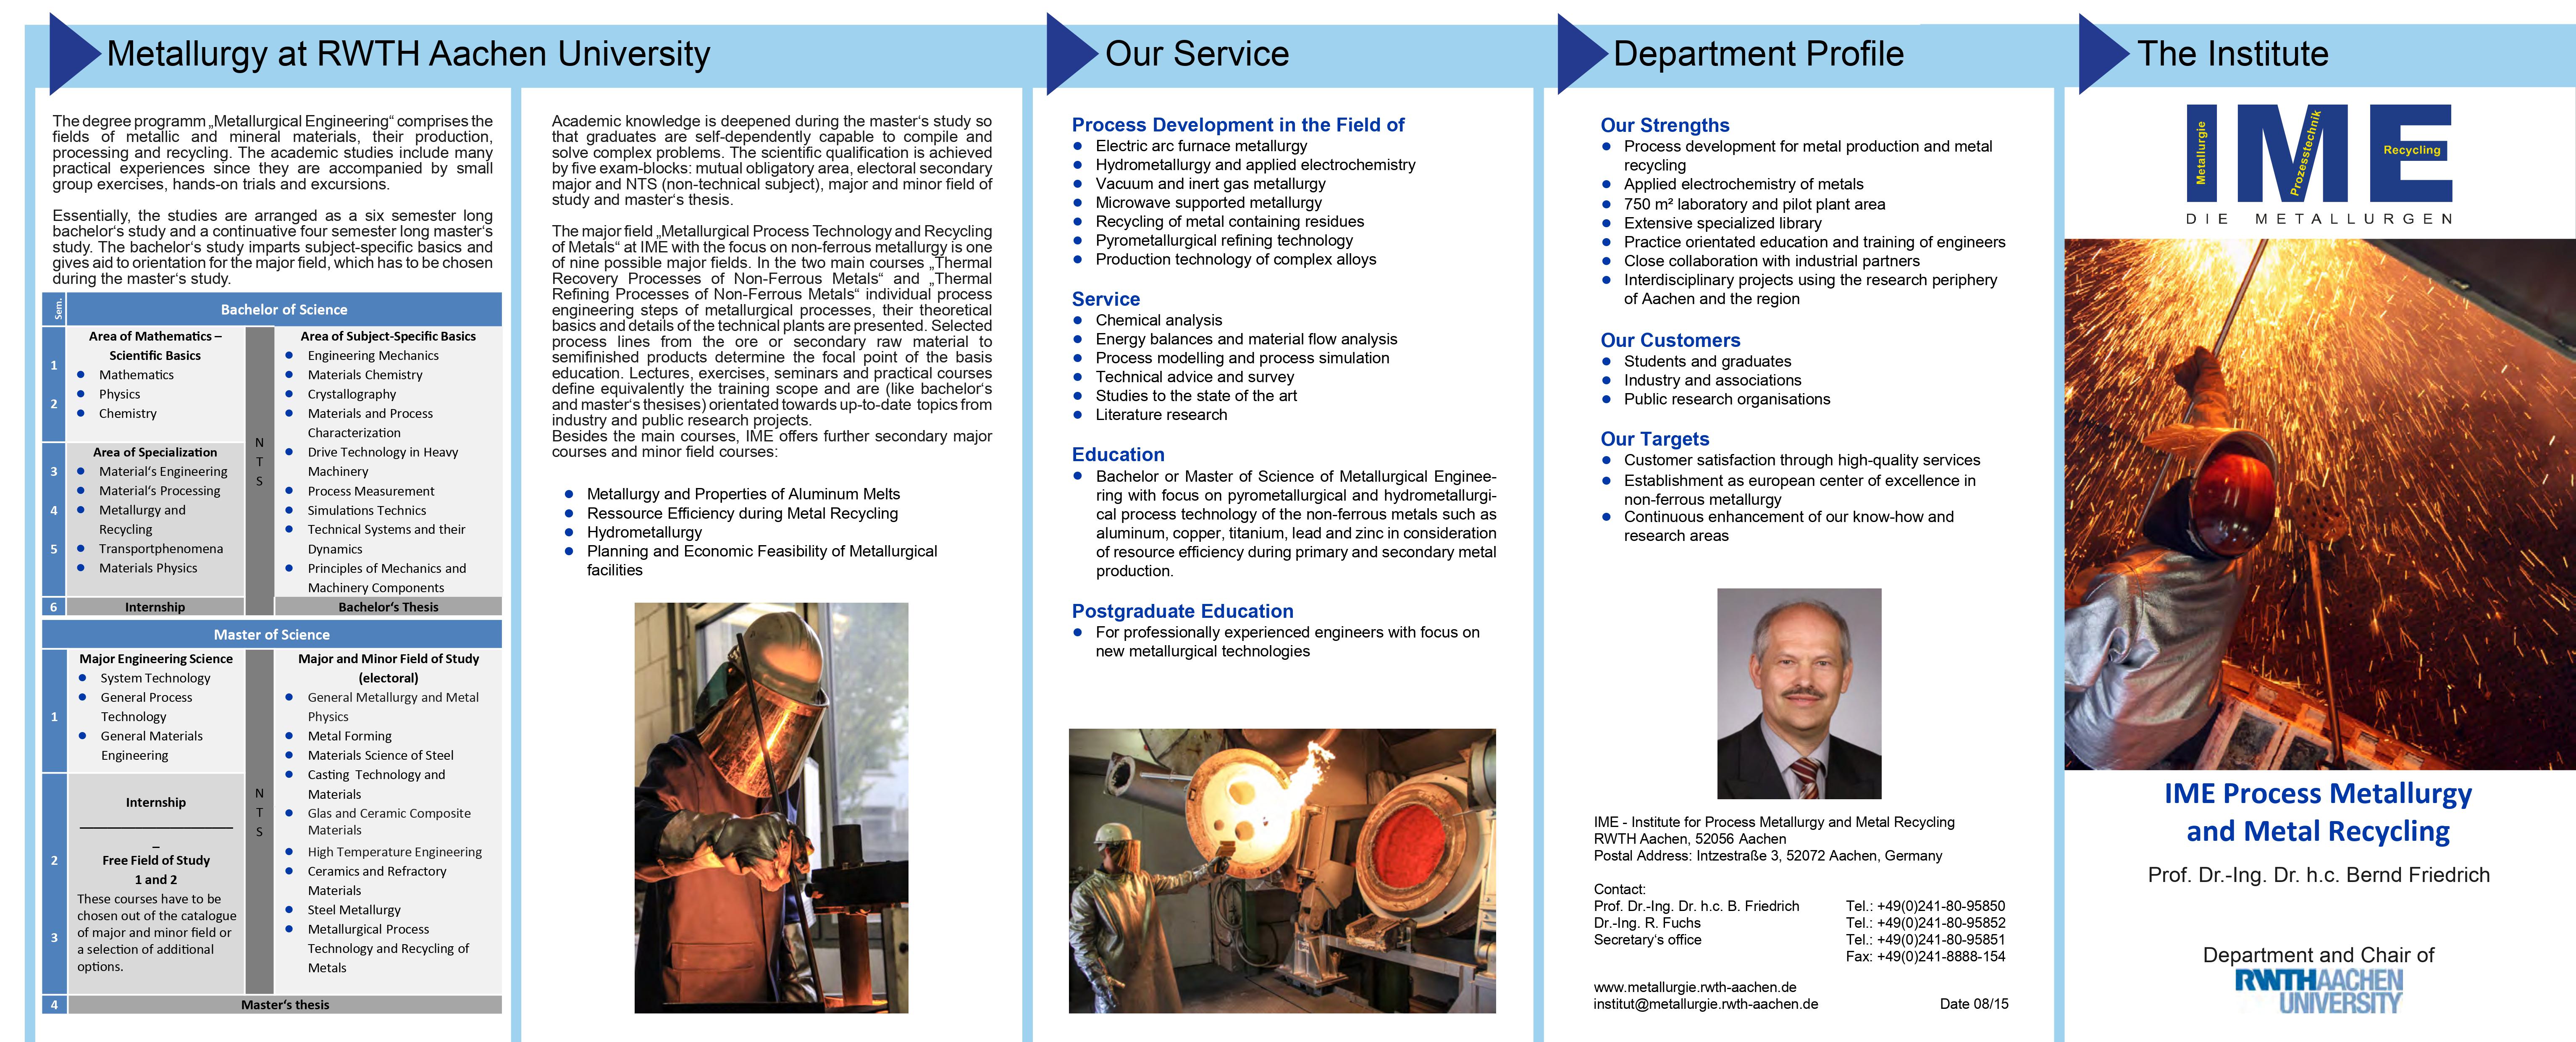 Metallurgy at RWTH Aachen University
The degree programm „Metallurgical Engineering“ comprises the
fields of metallic and mineral materials, their production,
processing and recycling. The academic studies include many
practical experiences since they are accompanied by small
group exercises, hands-on trials and excursions.
Essentially, the studies are arranged as a six semester long
bachelor‘s study and a continuative four semester long master‘s
study. The bachelor‘s study imparts subject-specific basics and
gives aid to orientation for the major field, which has to be chosen
during the master‘s study.
Sem.
Bachelor of Science
1
2
Area of Mathematics –
Scientific Basics
Mathematics
Physics
Chemistry
3
4
5
Area of Specialization
Material‘s Engineering
Material‘s Processing
Metallurgy and
Recycling
Transportphenomena
Materials Physics
N
T
S
Area of Subject-Specific Basics
Engineering Mechanics
Materials Chemistry
Crystallography
Materials and Process
Characterization
Drive Technology in Heavy
Machinery
Process Measurement
Simulations Technics
Technical Systems and their
Dynamics
Principles of Mechanics and
Machinery Components
6
Internship
Bachelor‘s Thesis
Master of Science
1
Major Engineering Science
System Technology
General Process
Technology
General Materials
Engineering
2
3
Internship
–
Free Field of Study
1 and 2
These courses have to be
chosen out of the catalogue
of major and minor field or
a selection of additional
options.
N
T
S
Major and Minor Field of Study
(electoral)
General Metallurgy and Metal
Physics
Metal Forming
Materials Science of Steel
Casting Technology and
Materials
Glas and Ceramic Composite
Materials
High Temperature Engineering
Ceramics and Refractory
Materials
Steel Metallurgy
Metallurgical Process
Technology and Recycling of
Metals
4
Master‘s thesis
Academic knowledge is deepened during the master‘s study so
that graduates are self-dependently capable to compile and
solve complex problems. The scientific qualification is achieved
by five exam-blocks: mutual obligatory area, electoral secondary
major and NTS (non-technical subject), major and minor field of
study and master‘s thesis.
The major field „Metallurgical Process Technology and Recycling
of Metals“ at IME with the focus on non-ferrous metallurgy is one
of nine possible major fields. In the two main courses „Thermal
Recovery Processes of Non-Ferrous Metals“ and „Thermal
Refining Processes of Non-Ferrous Metals“ individual process
engineering steps of metallurgical processes, their theoretical
basics and details of the technical plants are presented. Selected
process lines from the ore or secondary raw material to
semifinished products determine the focal point of the basis
education. Lectures, exercises, seminars and practical courses
define equivalently the training scope and are (like bachelor‘s
and master‘s thesises) orientated towards up-to-date topics from
industry and public research projects.
Besides the main courses, IME offers further secondary major
courses and minor field courses:
Metallurgy and Properties of Aluminum Melts
Ressource Efficiency during Metal Recycling
Hydrometallurgy
Planning and Economic Feasibility of Metallurgical
facilities
Our Service
Process Development in the Field of
Electric arc furnace metallurgy
Hydrometallurgy and applied electrochemistry
Vacuum and inert gas metallurgy
Microwave supported metallurgy
Recycling of metal containing residues
Pyrometallurgical refining technology
Production technology of complex alloys
Service
Chemical analysis
Energy balances and material flow analysis
Process modelling and process simulation
Technical advice and survey
Studies to the state of the art
Literature research
Education
Bachelor or Master of Science of Metallurgical Enginee-
ring with focus on pyrometallurgical and hydrometallurgi-
cal process technology of the non-ferrous metals such as
aluminum, copper, titanium, lead and zinc in consideration
of resource efficiency during primary and secondary metal
production.
Postgraduate Education
For professionally experienced engineers with focus on
new metallurgical technologies
Department Profile
Our Strengths
Process development for metal production and metal
recycling
Applied electrochemistry of metals
750 m² laboratory and pilot plant area
Extensive specialized library
Practice orientated education and training of engineers
Close collaboration with industrial partners
Interdisciplinary projects using the research periphery
of Aachen and the region
Our Customers
Students and graduates
Industry and associations
Public research organisations
Our Targets
Customer satisfaction through high-quality services
Establishment as european center of excellence in
non-ferrous metallurgy
Continuous enhancement of our know-how and
research areas
IME - Institute for Process Metallurgy and Metal Recycling
RWTH Aachen, 52056 Aachen
Postal Address: Intzestraße 3, 52072 Aachen, Germany
Contact:
Prof. Dr.-Ing. Dr. h.c. B. Friedrich Tel.: +49(0)241-80-95850
Dr.-Ing. R. Fuchs Tel.: +49(0)241-80-95852
Secretary‘s office Tel.: +49(0)241-80-95851
Fax: +49(0)241-8888-154
www.metallurgie.rwth-aachen.de
institut@metallurgie.rwth-aachen.de Date 08/15
The Institute
IME
Metallurgie
Prozesstechnik
Recycling
DIE METALLURGEN
IME Process Metallurgy
and Metal Recycling
Prof. Dr.-Ing. Dr. h.c. Bernd Friedrich
Department and Chair of
RWTHAACHEN
UNIVERSITY